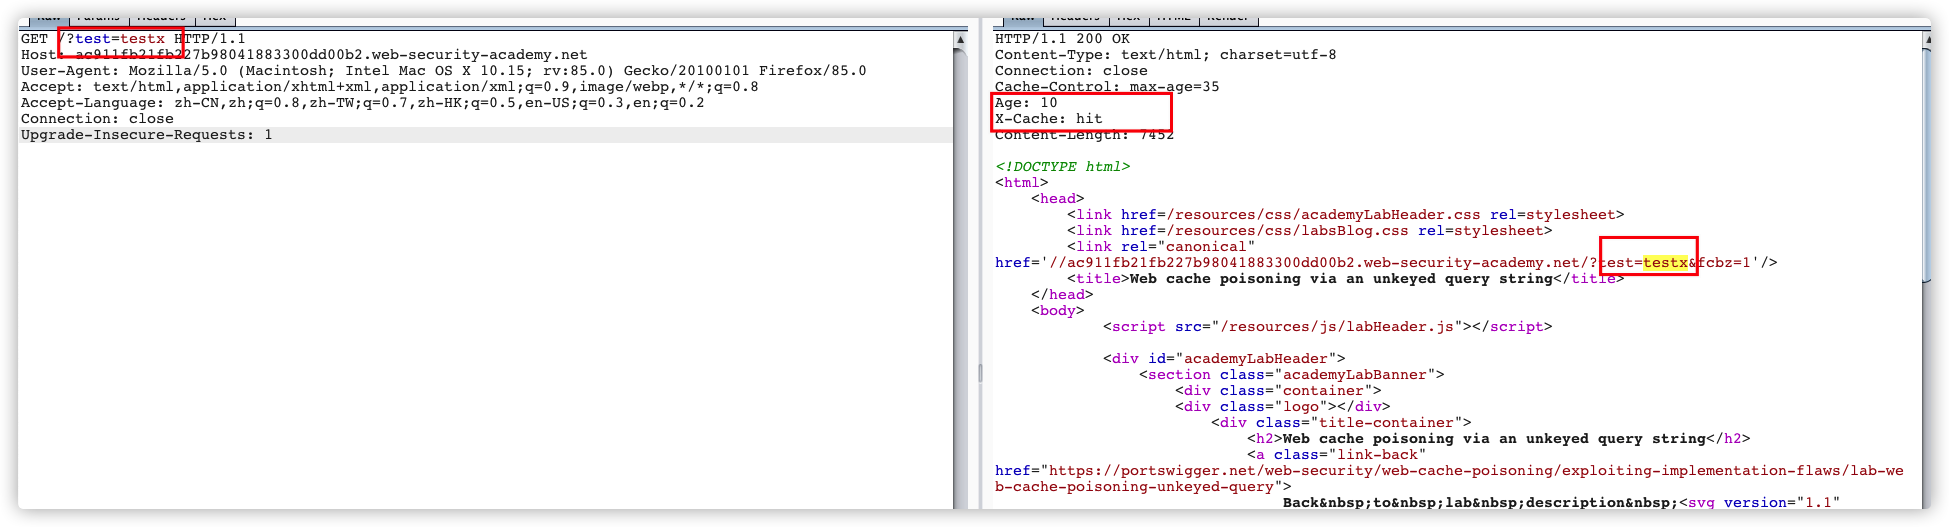 Raw Params Headers Hex
GET /?test=testx HTTP/1.1
Host: ac911fb21fb227b98041883300dd00b2.web-security-academy.net
User-Agent: Mozilla/5.0 (Macintosh; Intel Mac OS X 10.15; rv:85.0) Gecko/20100101 Firefox/85.0
Accept: text/html,application/xhtml+xml,application/xml;q=0.9,image/webp,*/*;q=0.8
Accept-Language: zh-CN,zh;q=0.8,zh-TW;q=0.7,zh-HK;q=0.5,en-US;q=0.3,en;q=0.2
Connection: close
Upgrade-Insecure-Requests: 1
Raw Headers Hex HTML Render
HTTP/1.1 200 OK
Content-Type: text/html; charset=utf-8
Connection: close
Cache-Control: max-age=35
Age: 10
X-Cache: hit
Content-Length: 7452
<!DOCTYPE html>
<html>
<head>
<link href=/resources/css/academyLabHeader.css rel=stylesheet>
<link href=/resources/css/labsBlog.css rel=stylesheet>
<link rel="canonical"
href='//ac911fb21fb227b98041883300dd00b2.web-security-academy.net/?test=testx&fcbz=1'/>
<title>Web cache poisoning via an unkeyed query string</title>
</head>
<body>
<script src="/resources/js/labHeader.js"></script>
<div id="academyLabHeader">
<section class="academyLabBanner">
<div class="container">
<div class="logo"></div>
<div class="title-container">
<h2>Web cache poisoning via an unkeyed query string</h2>
<a class="link-back"
href="https://portswigger.net/web-security/web-cache-poisoning/exploiting-implementation-flaws/lab-we
b-cache-poisoning-unkeyed-query">
Back&nbsp;to&nbsp;lab&nbsp;description&nbsp;<svg version="1.1"